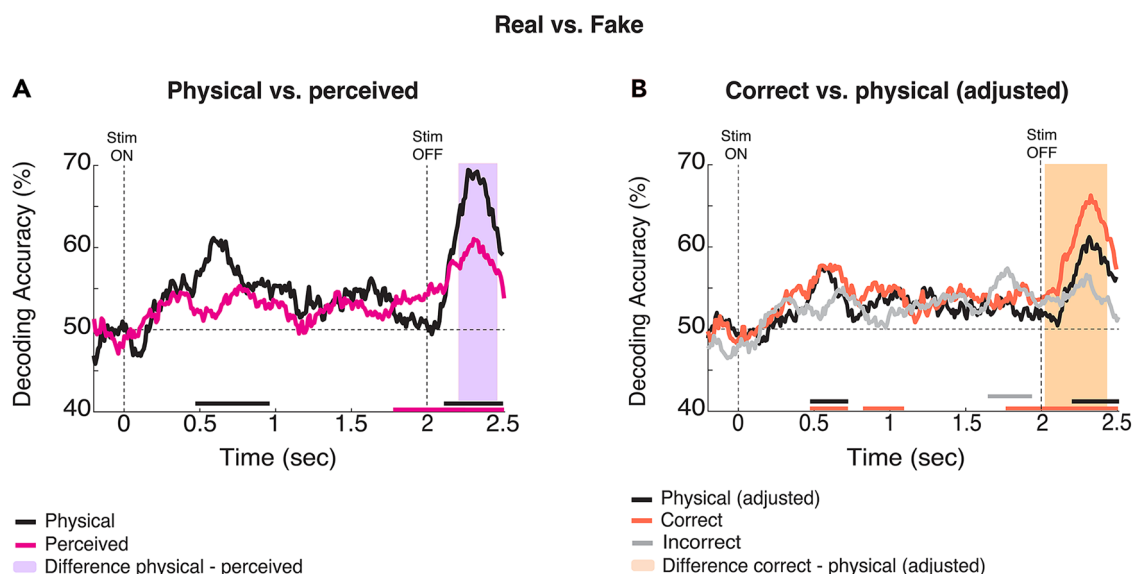 Real vs. Fake
A
Physical vs. perceived
Stim
ON
Stim
OFF
70
60
50
40
Decoding Accuracy (%)
0
0.5
1
1.5
2
2.5
Time (sec)
Physical
Perceived
Difference physical - perceived
B
Correct vs. physical (adjusted)
Stim
ON
Stim
OFF
70
60
50
40
Decoding Accuracy (%)
0
0.5
1
1.5
2
2.5
Time (sec)
Physical (adjusted)
Correct
Incorrect
Difference correct - physical (adjusted)